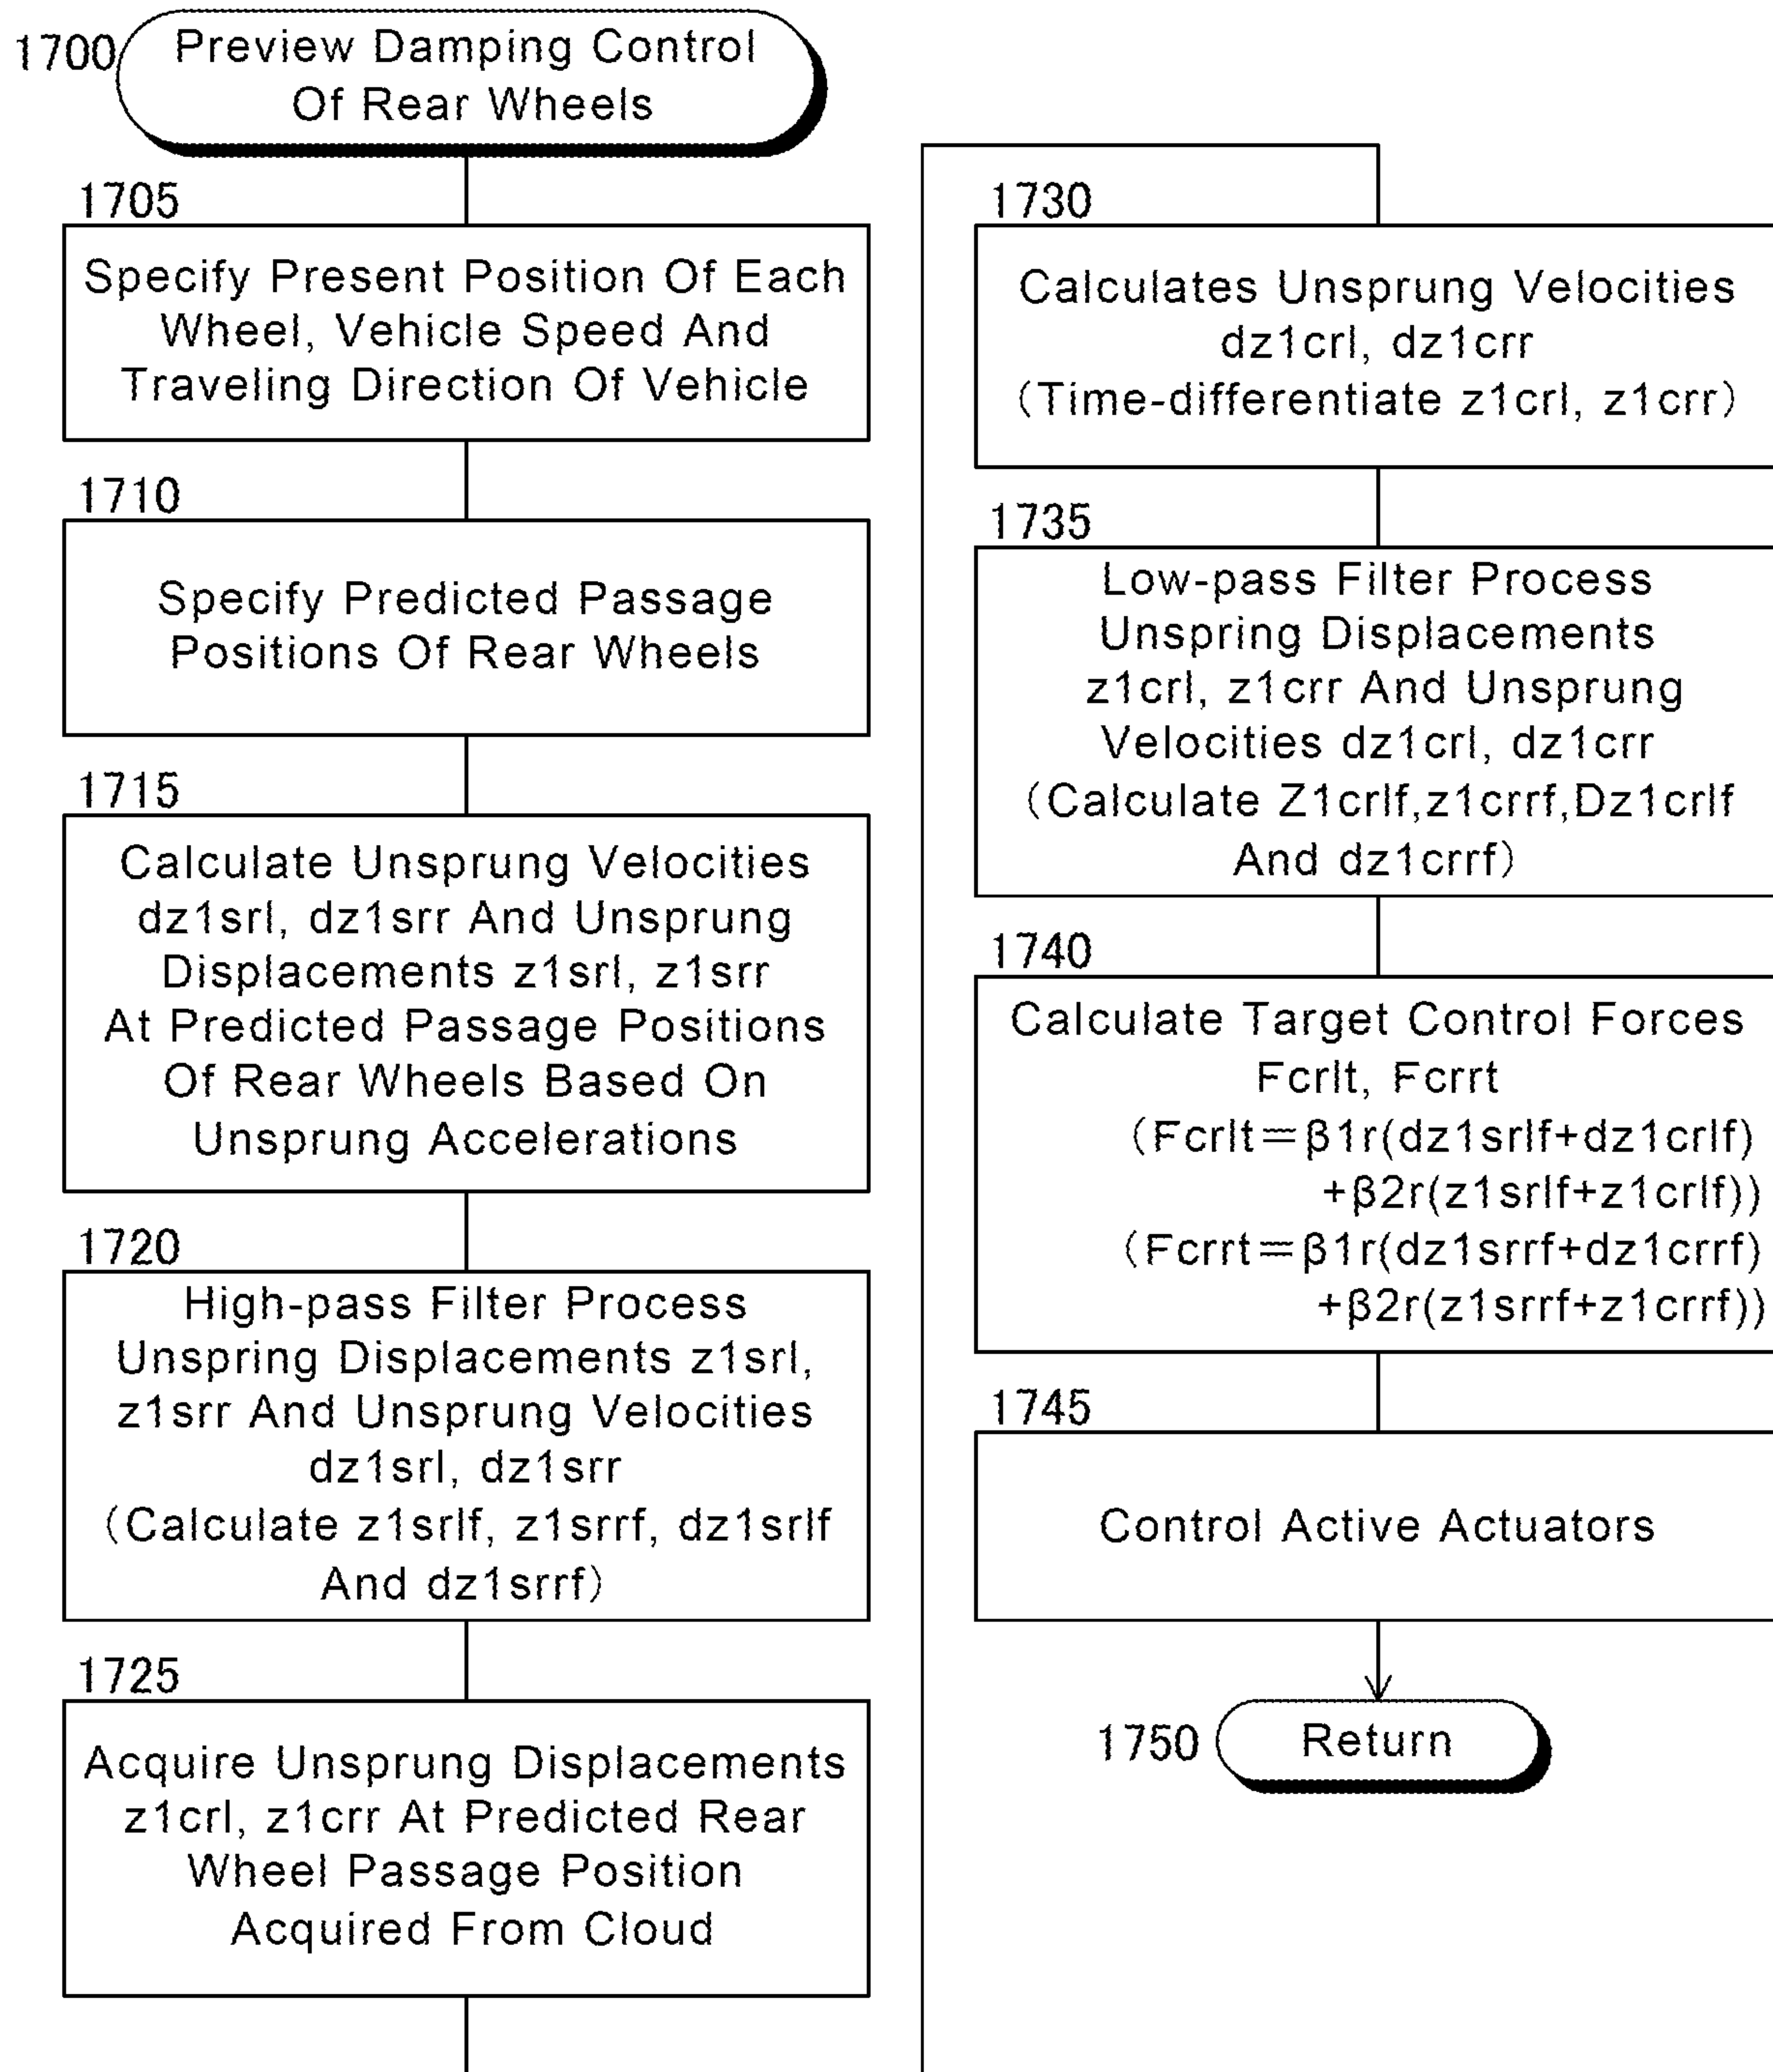 1700
Preview Damping Control
Of Rear Wheels
1705
Specify Present Position Of Each
Wheel, Vehicle Speed And
Traveling Direction Of Vehicle
1710
Specify Predicted Passage
Positions Of Rear Wheels
1715
Calculate Unsprung Velocities
dz1srl, dz1srr And Unsprung
Displacements z1srl, z1srr
At Predicted Passage Positions
Of Rear Wheels Based On
Unsprung Accelerations
1720
High-pass Filter Process
Unspring Displacements z1srl,
z1srr And Unsprung Velocities
dz1srl, dz1srr
(Calculate z1srlf, z1srrf, dz1srlf
And dz1srrf)
1725
Acquire Unsprung Displacements
z1crl, z1crr At Predicted Rear
Wheel Passage Position
Acquired From Cloud
1730
Calculates Unsprung Velocities
dz1crl, dz1crr
(Time-differentiate z1crl, z1crr)
1735
Low-pass Filter Process
Unspring Displacements
z1crl, z1crr And Unsprung
Velocities dz1crl, dz1crr
(Calculate Z1crlf,z1crrf,Dz1crlf
And dz1crrf)
1740
Calculate Target Control Forces
Fcrlt, Fcrrt
(Fcrlt=β1r(dz1srlf+dz1crlf)
+β2r(z1srlf+z1crlf))
(Fcrrt=β1r(dz1srrf+dz1crrf)
+β2r(z1srrf+z1crrf))
1745
Control Active Actuators
1750
Return